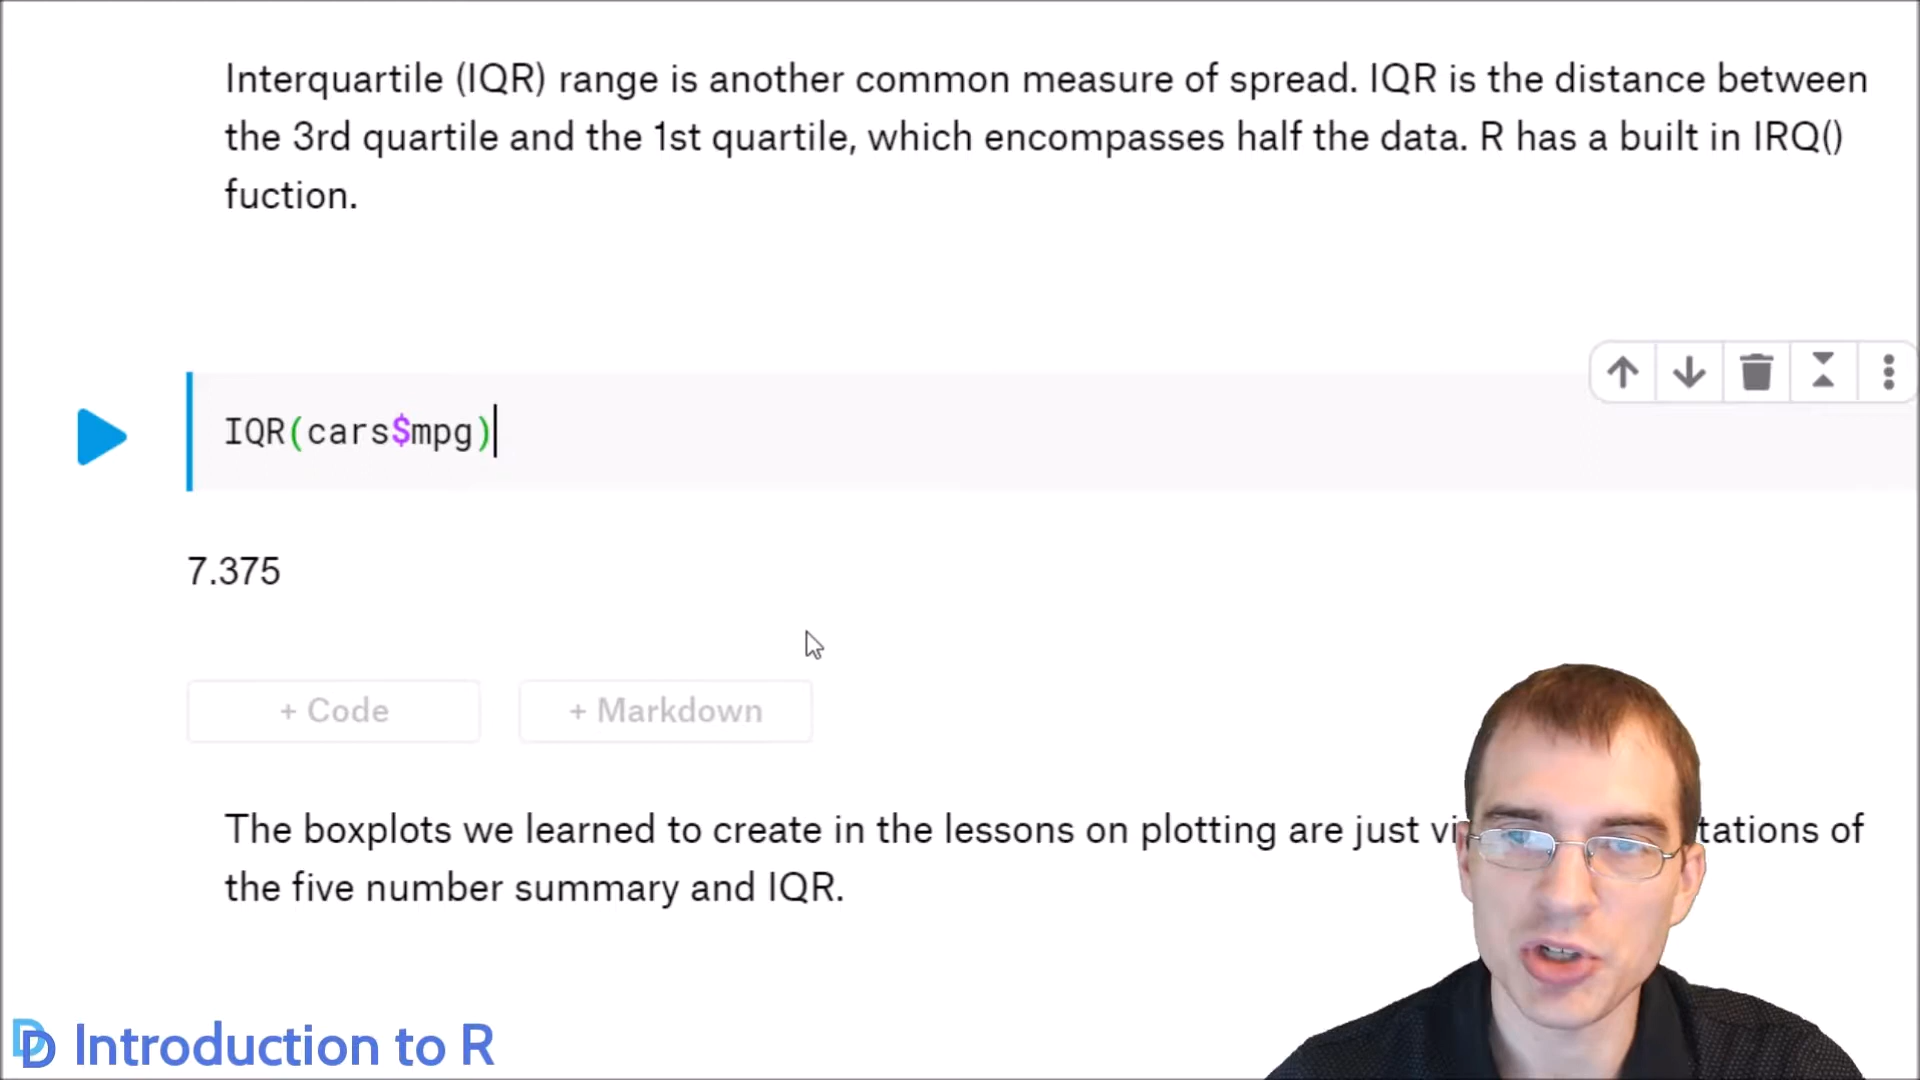 Interquartile (IQR) range is another common measure of spread. IQR is the distance between
the 3rd quartile and the 1st quartile, which encompasses half the data. R has a built in IRQ()
fuction.
IQR(cars$mpg)
7.375
+ Code
+ Markdown
The boxplots we learned to create in the lessons on plotting are just of
the five number summary and IQR.
Introduction to R